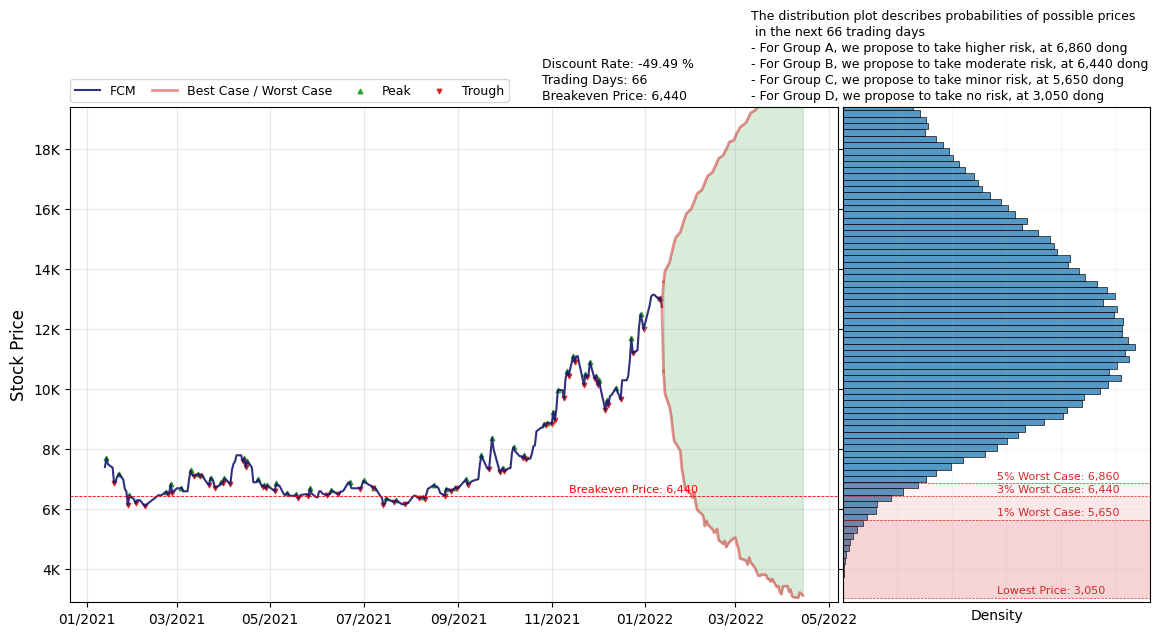 The distribution plot describes probabilities of possible prices
in the next 66 trading days
- For Group A, we propose to take higher risk, at 6,860 dong
- For Group B, we propose to take moderate risk, at 6,440 dong
- For Group C, we propose to take minor risk, at 5,650 dong
- For Group D, we propose to take no risk, at 3,050 dong
Discount Rate: -49.49 %
Trading Days: 66
Breakeven Price: 6,440
FCM
Best Case / Worst Case
Peak
Trough
Stock Price
18K
16K
14K
12K
10K
8K
6K
4K
Breakeven Price: 6,440
5% Worst Case: 6,860
3% Worst Case: 6,440
1% Worst Case: 5,650
Lowest Price: 3,050
01/2021
03/2021
05/2021
07/2021
09/2021
11/2021
01/2022
03/2022
05/2022
Density